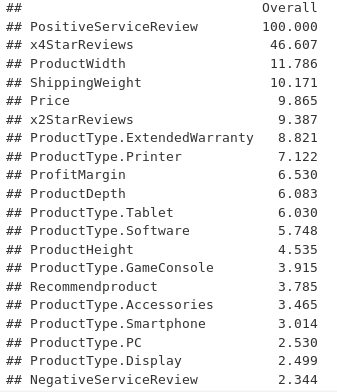 ##                              Overall
## PositiveServiceReview        100.000
## x4StarReviews                 46.607
## ProductWidth                  11.786
## ShippingWeight                10.171
## Price                          9.865
## x2StarReviews                  9.387
## ProductType.ExtendedWarranty   8.821
## ProductType.Printer            7.122
## ProfitMargin                   6.530
## ProductDepth                   6.083
## ProductType.Tablet             6.030
## ProductType.Software           5.748
## ProductHeight                  4.535
## ProductType.GameConsole        3.915
## Recommendproduct               3.785
## ProductType.Accessories        3.465
## ProductType.Smartphone         3.014
## ProductType.PC                 2.530
## ProductType.Display            2.499
## NegativeServiceReview          2.344